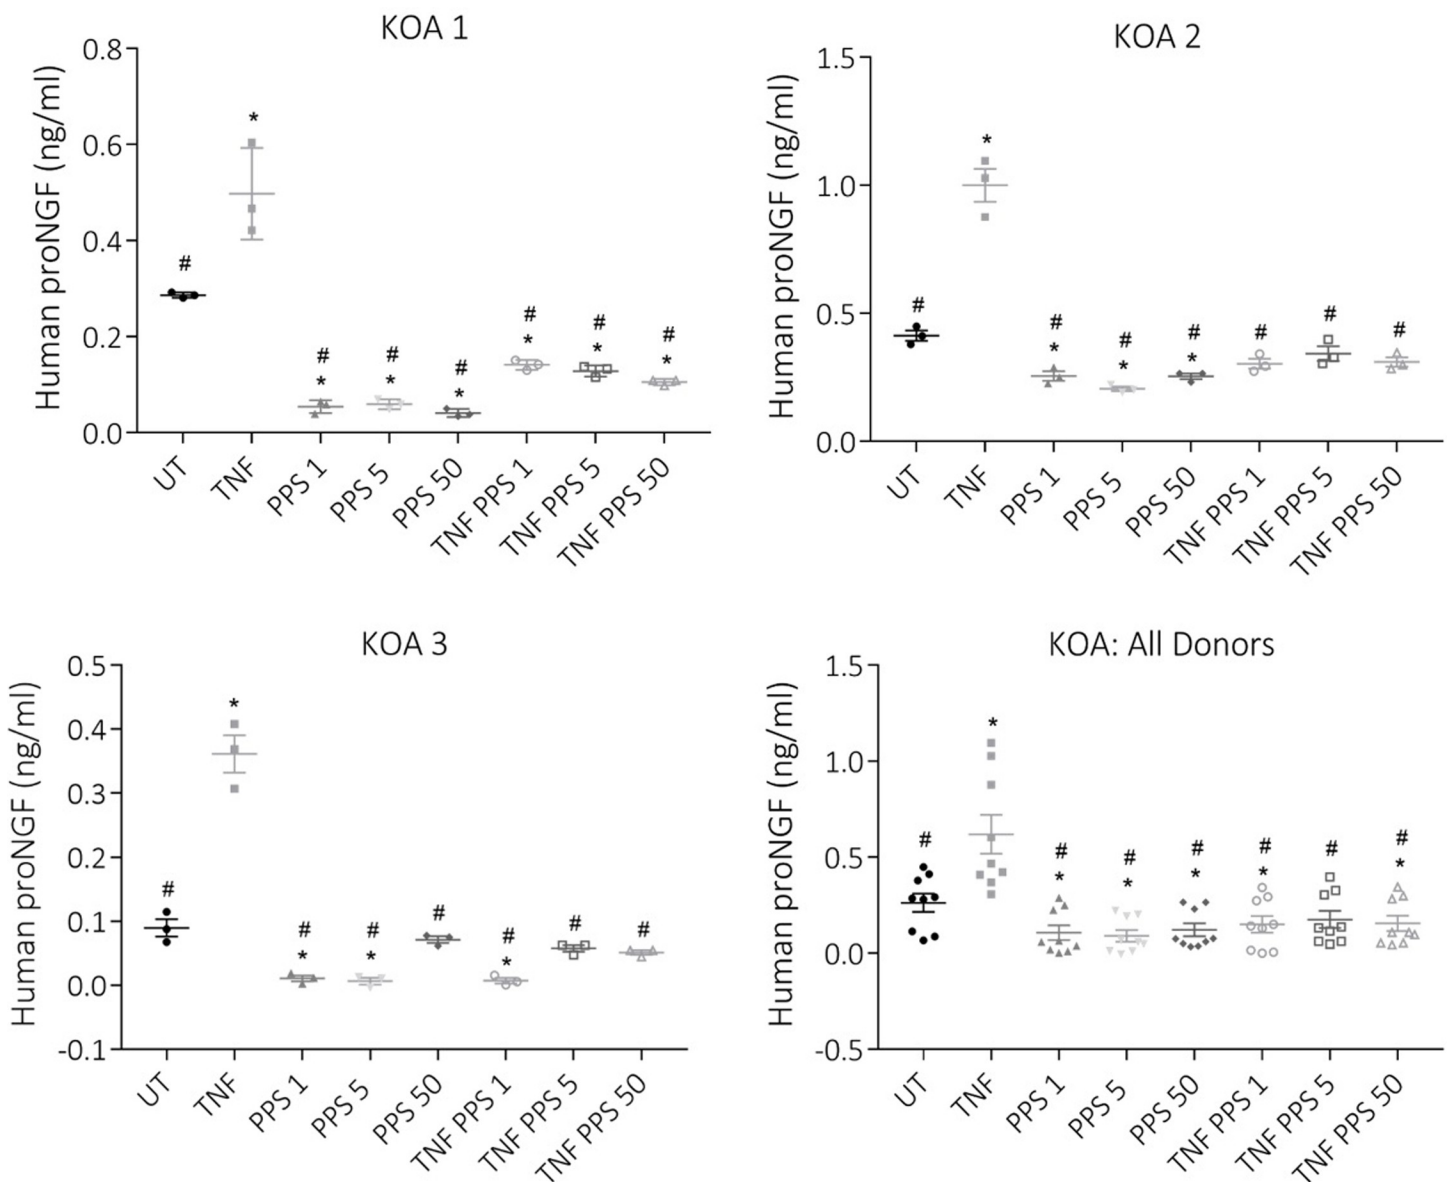 KOA 1
Human proNGF (ng/ml)
0.8
0.6
0.4
0.2
0.0
#
*
# * # * # * # * # * # *
UT TNF PPS 1 PPS 5 PPS 50 TNF PPS 1 TNF PPS 5 TNF PPS 50
KOA 2
Human proNGF (ng/ml)
1.5
1.0
0.5
0.0
#
*
# * # * # * # # #
UT TNF PPS 1 PPS 5 PPS 50 TNF PPS 1 TNF PPS 5 TNF PPS 50
KOA 3
Human proNGF (ng/ml)
0.5
0.4
0.3
0.2
0.1
0.0
-0.1
#
*
# * # * # # * # #
UT TNF PPS 1 PPS 5 PPS 50 TNF PPS 1 TNF PPS 5 TNF PPS 50
KOA: All Donors
Human proNGF (ng/ml)
1.5
1.0
0.5
0.0
-0.5
#
*
# * # * # * # * # # *
UT TNF PPS 1 PPS 5 PPS 50 TNF PPS 1 TNF PPS 5 TNF PPS 50